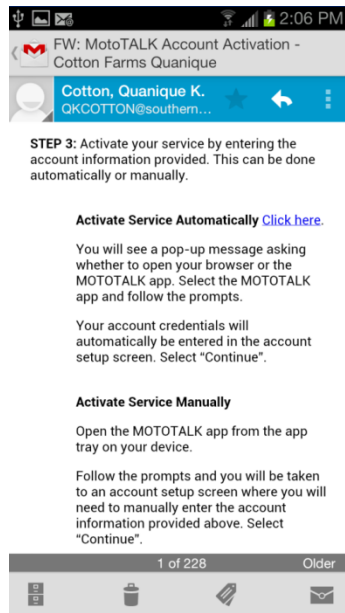 2:06 PM
FW: MotoTALK Account Activation -
Cotton Farms Quanique
Cotton, Quanique K.
QKCOTTON@southern...
STEP 3: Activate your service by entering the
account information provided. This can be done
automatically or manually.
Activate Service Automatically Click here.
You will see a pop-up message asking
whether to open your browser or the
MOTOTALK app. Select the MOTOTALK
app and follow the prompts.
Your account credentials will
automatically be entered in the account
setup screen. Select “Continue”.
Activate Service Manually
Open the MOTOTALK app from the app
tray on your device.
Follow the prompts and you will be taken
to an account setup screen where you will
need to manually enter the account
information provided above. Select
“Continue”.
1 of 228 Older